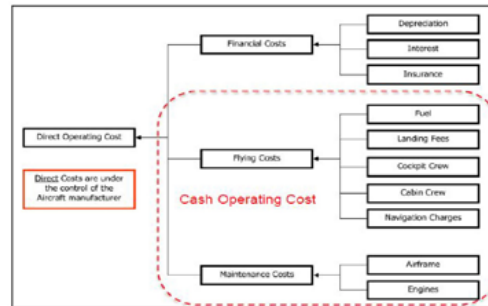 Depreciation
Financial Costs
Interest
Insurance
Fuel
Landing Fees
Direct Operating Cost
Flying Costs
Cockpit Crew
Direct Costs are under
the control of the
Aircraft manufacturer
Cash Operating Cost
Cabin Crew
Navigation Charges
Airframe
Maintenance Costs
Engines